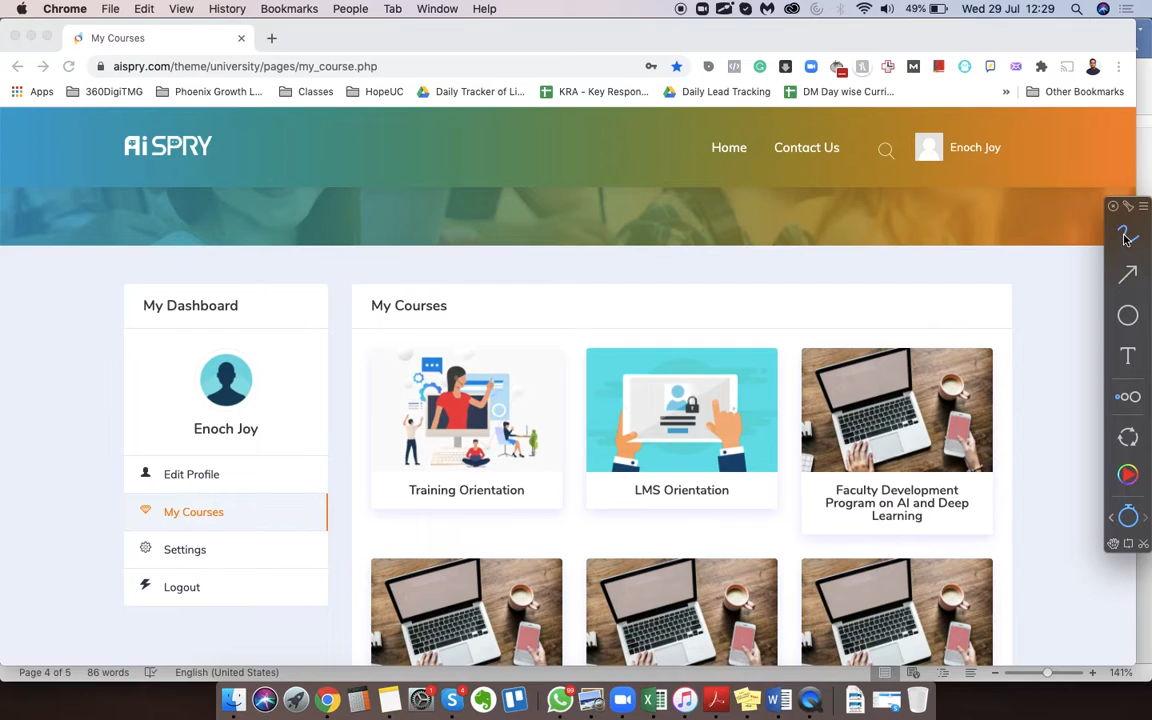 Chrome File Edit View History Bookmarks People Tab Window Help 49% Wed 29 Jul 12:29
My Courses
aispry.com/theme/university/pages/my_course.php
Apps 360DigiTMG Phoenix Growth L... Classes HopeUC Daily Tracker of Li... KRA - Key Respon... Daily Lead Tracking DM Day wise Curri... » Other Bookmarks
Ai SPRY Home Contact Us Enoch Joy
My Dashboard
Enoch Joy
Edit Profile
My Courses
Settings
Logout
My Courses
Training Orientation
LMS Orientation
Faculty Development
Program on AI and Deep
Learning
T
Page 4 of 5 86 words English (United States) 141%